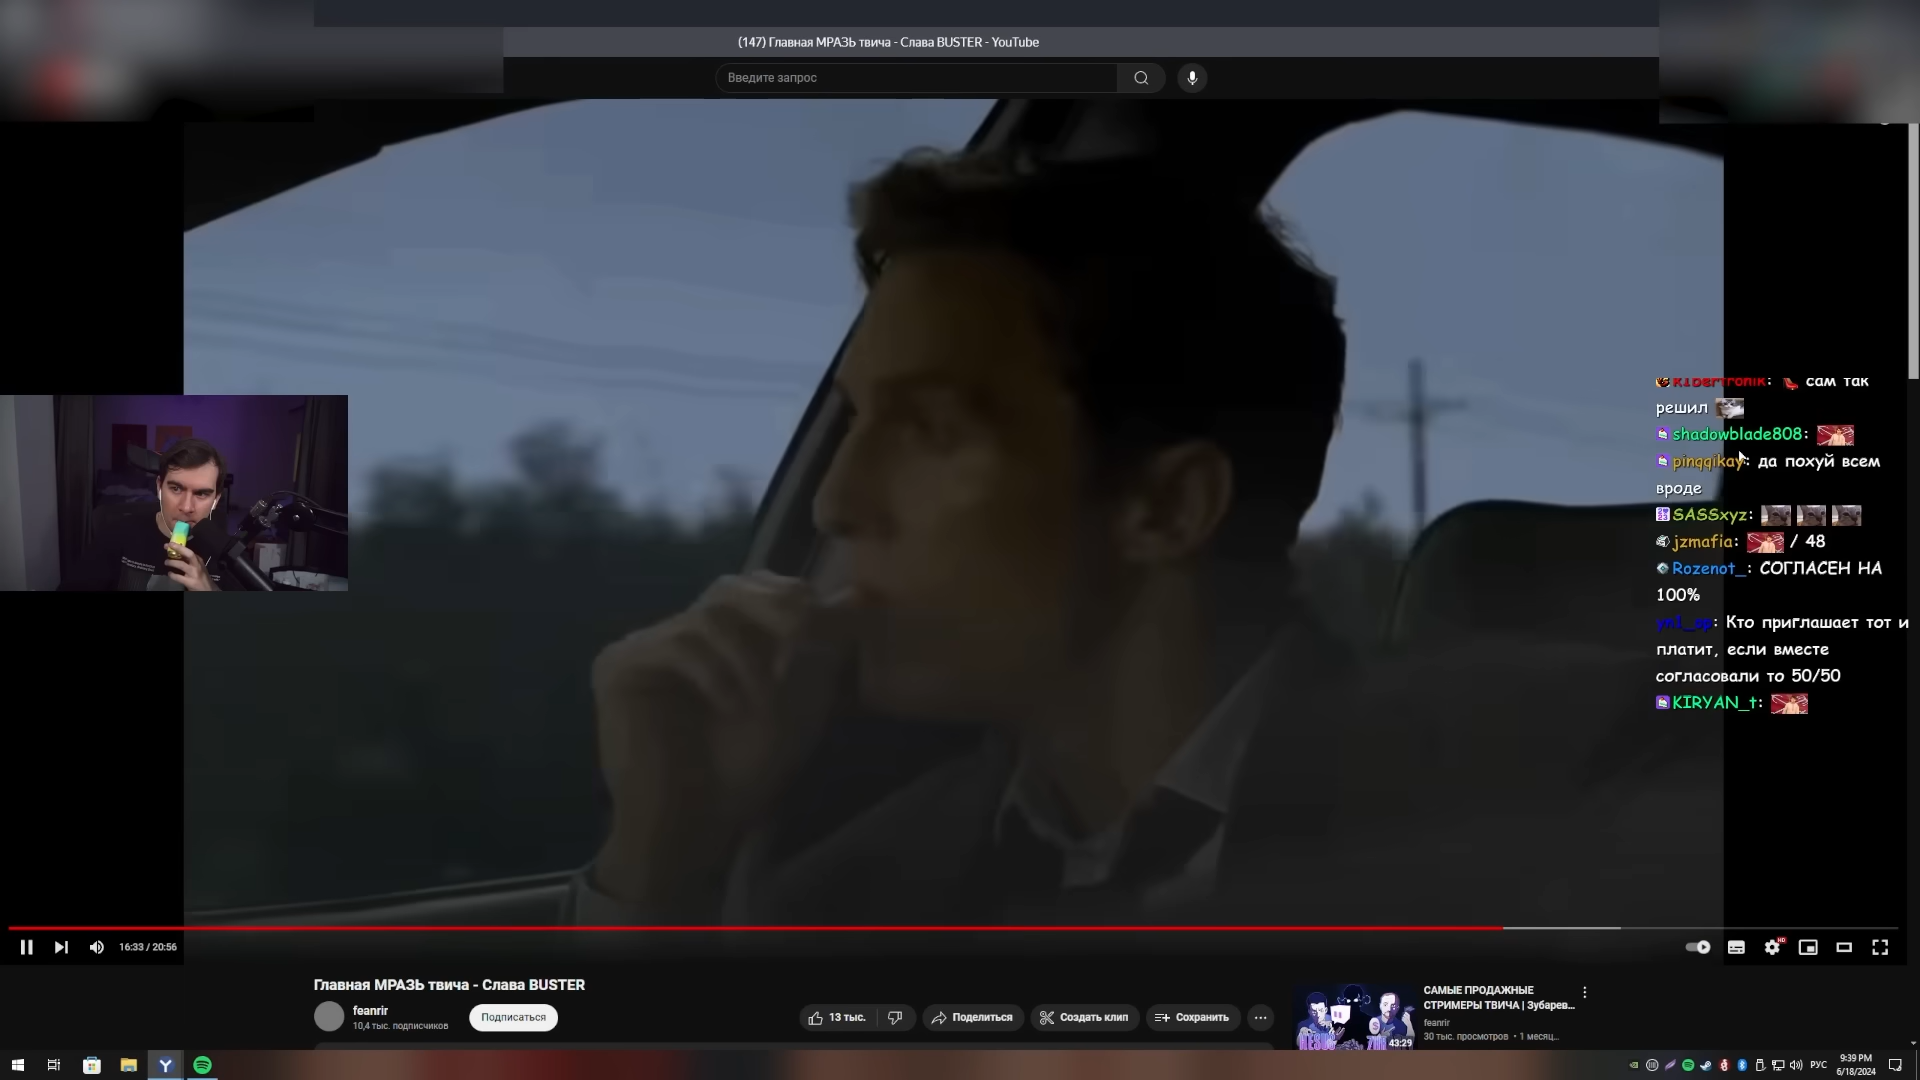 (147) Главная МРАЗЬ твича - Слава BUSTER - YouTube
Введите запрос
kibertronik: сам так
решил
shadowblade808:
pinqqikay: да похуй всем
вроде
SASSxyz:
jzmafia: / 48
Rozenot_: СОГЛАСЕН НА
100%
: Кто приглашает тот и
платит, если вместе
согласовали то 50/50
KIRYAN_t:
16:33 / 20:56
HD
Главная МРАЗЬ твича - Слава BUSTER
feanrir
10,4 тыс. подписчиков
Подписаться
13 тыс.
Поделиться
Создать клип
Сохранить
САМЫЕ ПРОДАЖНЫЕ
СТРИМЕРЫ ТВИЧА | Зубарев...
feanrir
30 тыс. просмотров • 1 месяц...
43:29
РУС
9:39 PM
6/18/2024